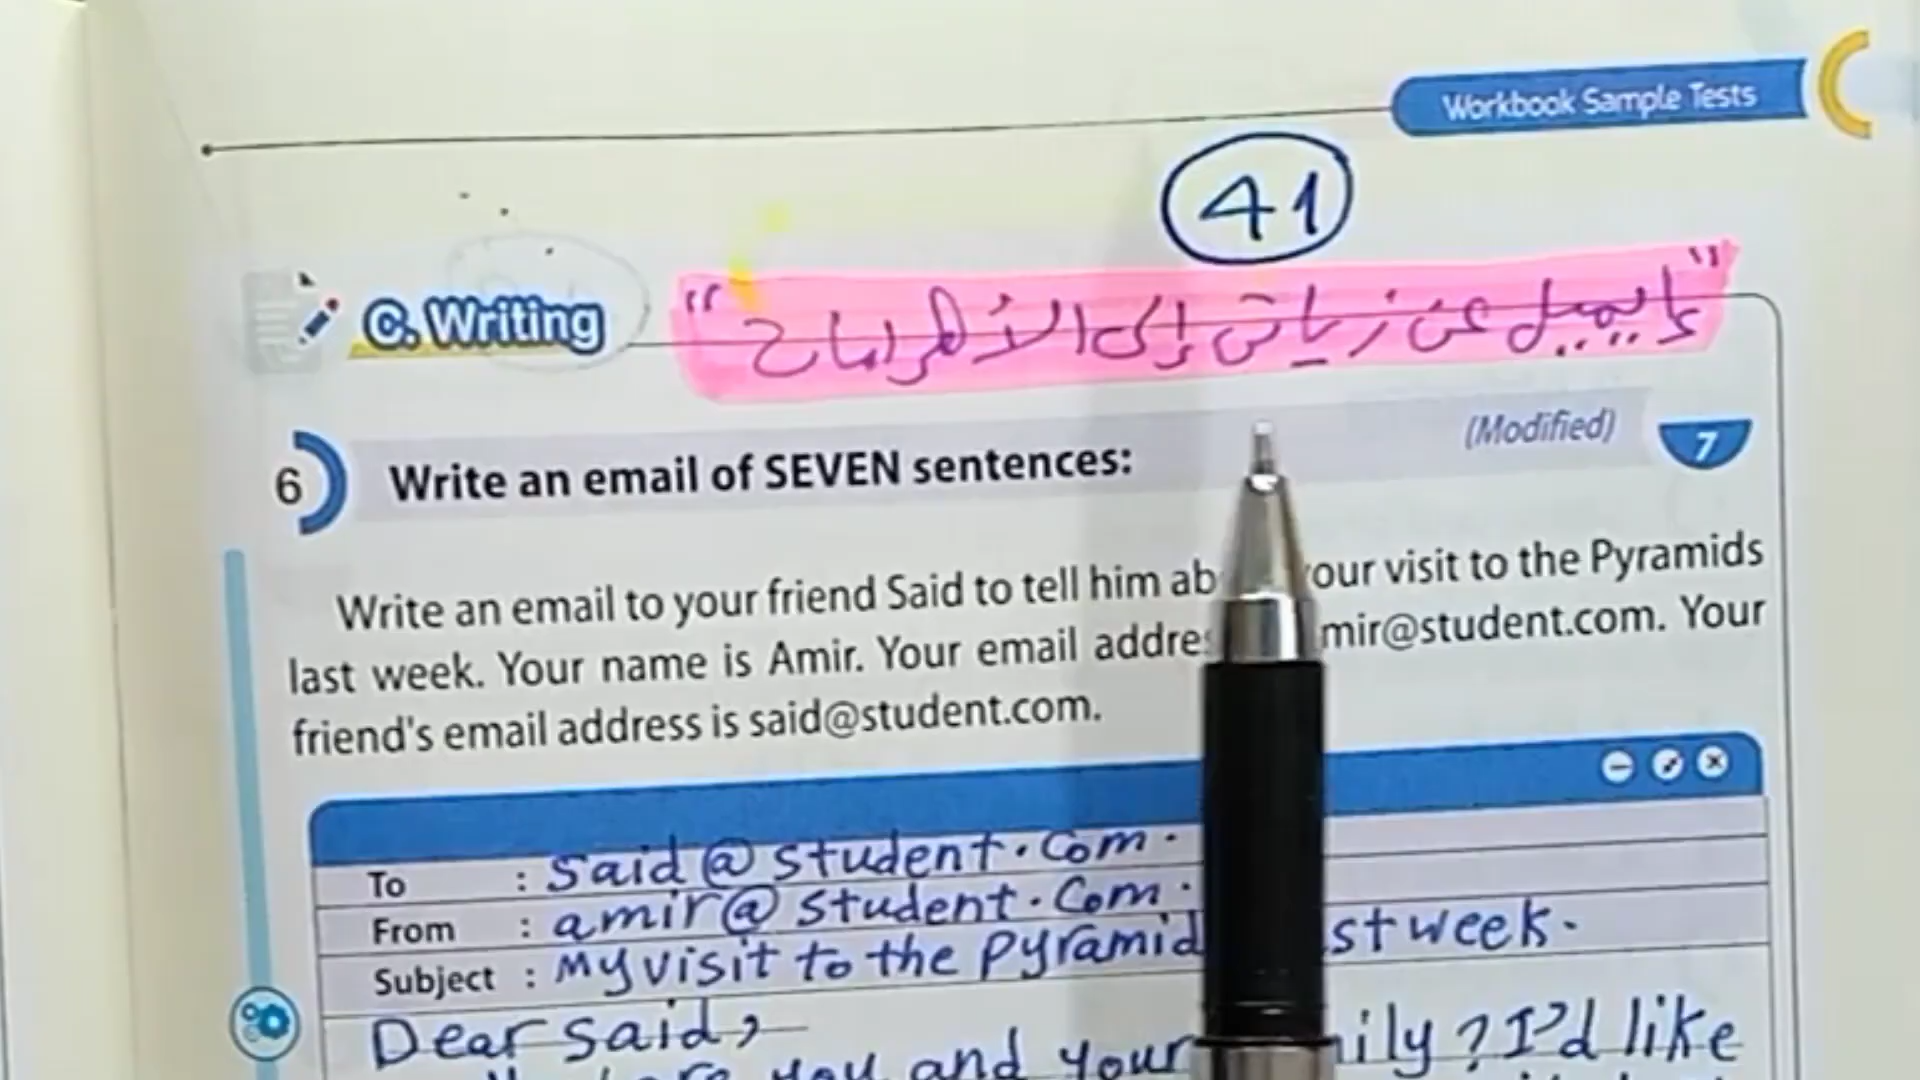 Workbook Sample Tests
41
C. Writing
"إيميل عن زيارتي إلى الأهرامات"
6 Write an email of SEVEN sentences: (Modified) 7
Write an email to your friend Said to tell him ab our visit to the Pyramids
last week. Your name is Amir. Your email addre mir@student.com. Your
friend's email address is said@student.com.
To : Said @ student.Com.
From : amir@student.Com.
Subject : My visit to the Pyramid st week.
Dear Said,
you and your ily? I'd like